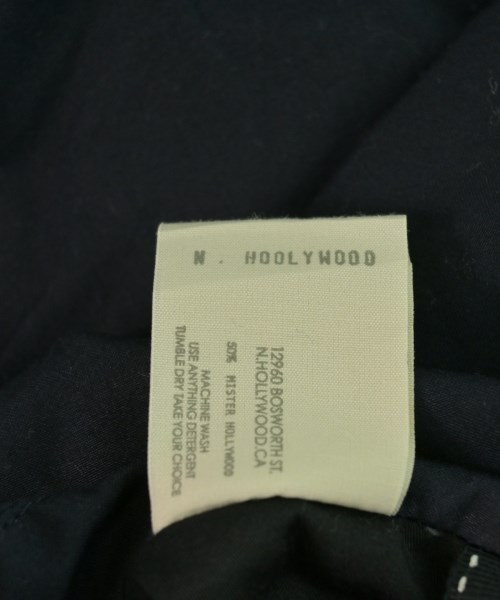 N. HOOLYWOOD
12960 BOSWORTH ST.
N.HOLLYWOOD.CA
50% MISTER HOLLYWOOD
MACHINE WASH
USE ANYTHING DETERGENT
TUMBLE DRY TAKE YOUR CHOICE